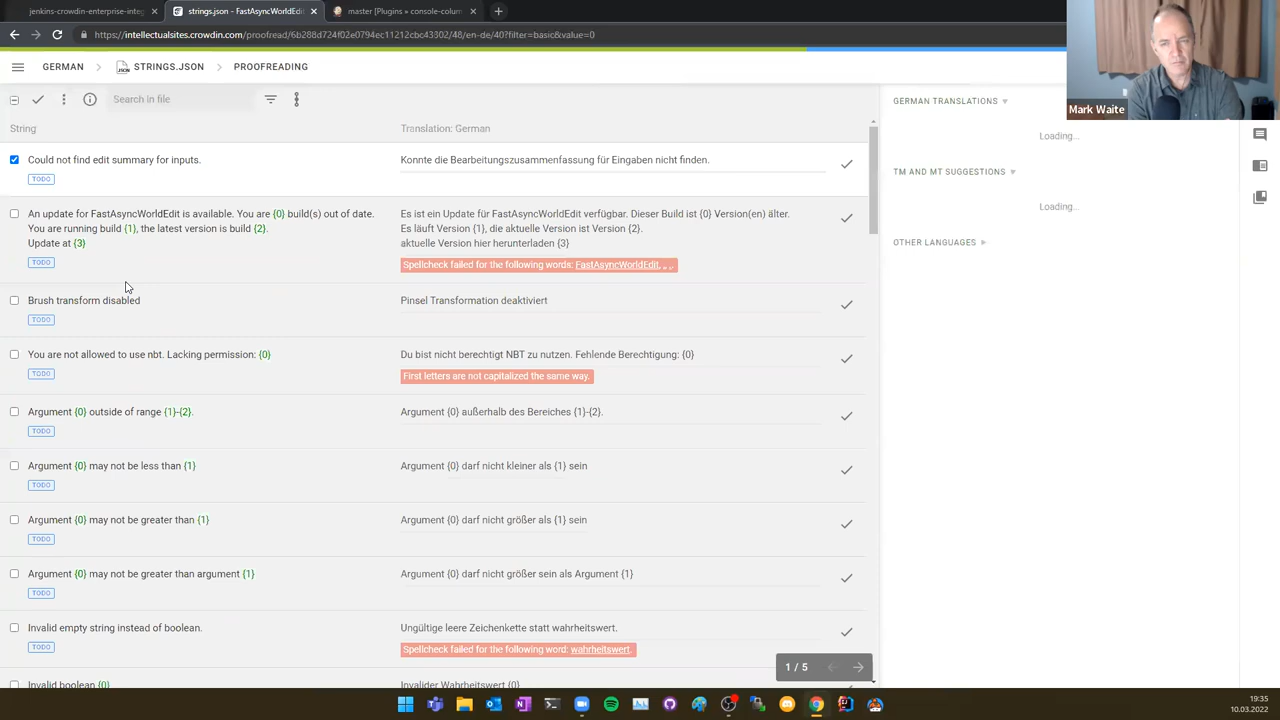 jenkins-crowdin-enterprise-integ
strings.json - FastAsyncWorldEdit
master [Plugins » console-colum
https://intellectualsites.crowdin.com/proofread/6b288d724f02e0794ec11212cbc43302/48/en-de/40?filter=basic&value=0
GERMAN
STRINGS.JSON
PROOFREADING
Mark Waite
Search in file
String
Translation: German
Could not find edit summary for inputs.
Konnte die Bearbeitungszusammenfassung für Eingaben nicht finden.
TODO
An update for FastAsyncWorldEdit is available. You are {0} build(s) out of date.
You are running build {1}, the latest version is build {2}.
Update at {3}
Es ist ein Update für FastAsyncWorldEdit verfügbar. Dieser Build ist {0} Version(en) älter.
Es läuft Version {1}, die aktuelle Version ist Version {2}.
aktuelle Version hier herunterladen {3}
TODO
Spellcheck failed for the following words: FastAsyncWorldEdit, , ,.
Brush transform disabled
Pinsel Transformation deaktiviert
TODO
You are not allowed to use nbt. Lacking permission: {0}
Du bist nicht berechtigt NBT zu nutzen. Fehlende Berechtigung: {0}
TODO
First letters are not capitalized the same way.
Argument {0} outside of range {1}-{2}.
Argument {0} außerhalb des Bereiches {1}-{2}.
TODO
Argument {0} may not be less than {1}
Argument {0} darf nicht kleiner als {1} sein
TODO
Argument {0} may not be greater than {1}
Argument {0} darf nicht größer als {1} sein
TODO
Argument {0} may not be greater than argument {1}
Argument {0} darf nicht größer sein als Argument {1}
TODO
Invalid empty string instead of boolean.
Ungültige leere Zeichenkette statt wahrheitswert.
TODO
Spellcheck failed for the following word: wahrheitswert.
Invalid boolean {0}
Invalider Wahrheitswert {0}
1 / 5
GERMAN TRANSLATIONS
Loading...
TM AND MT SUGGESTIONS
Loading...
OTHER LANGUAGES
19:35
10.03.2022